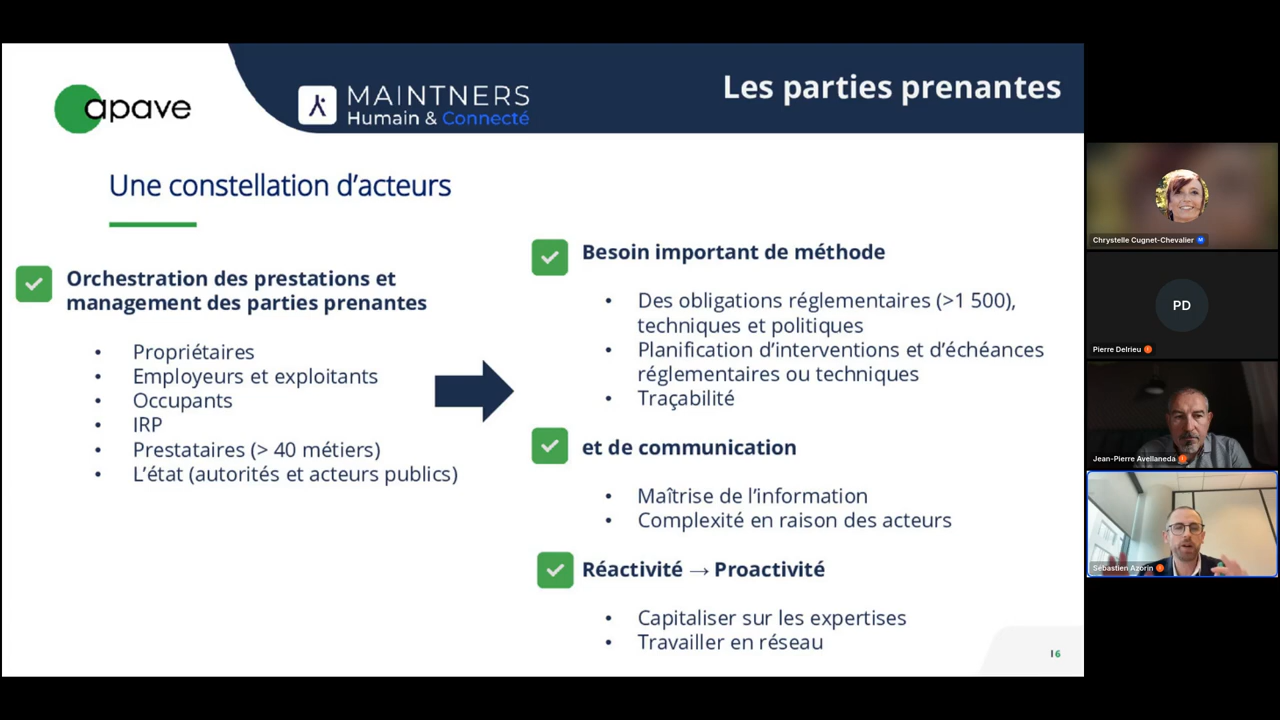 apave
MAINTNERS
Humain & Connecté
Les parties prenantes
Une constellation d’acteurs
Orchestration des prestations et
management des parties prenantes
• Propriétaires
• Employeurs et exploitants
• Occupants
• IRP
• Prestataires (> 40 métiers)
• L’état (autorités et acteurs publics)
Besoin important de méthode
• Des obligations réglementaires (>1 500),
techniques et politiques
• Planification d’interventions et d’échéances
réglementaires ou techniques
• Traçabilité
et de communication
• Maîtrise de l’information
• Complexité en raison des acteurs
Réactivité → Proactivité
• Capitaliser sur les expertises
• Travailler en réseau
I 6
Chrystelle Cugnet-Chevalier M
PD
Pierre Delrieu
Jean-Pierre Avellaneda
Sébastien Azorin